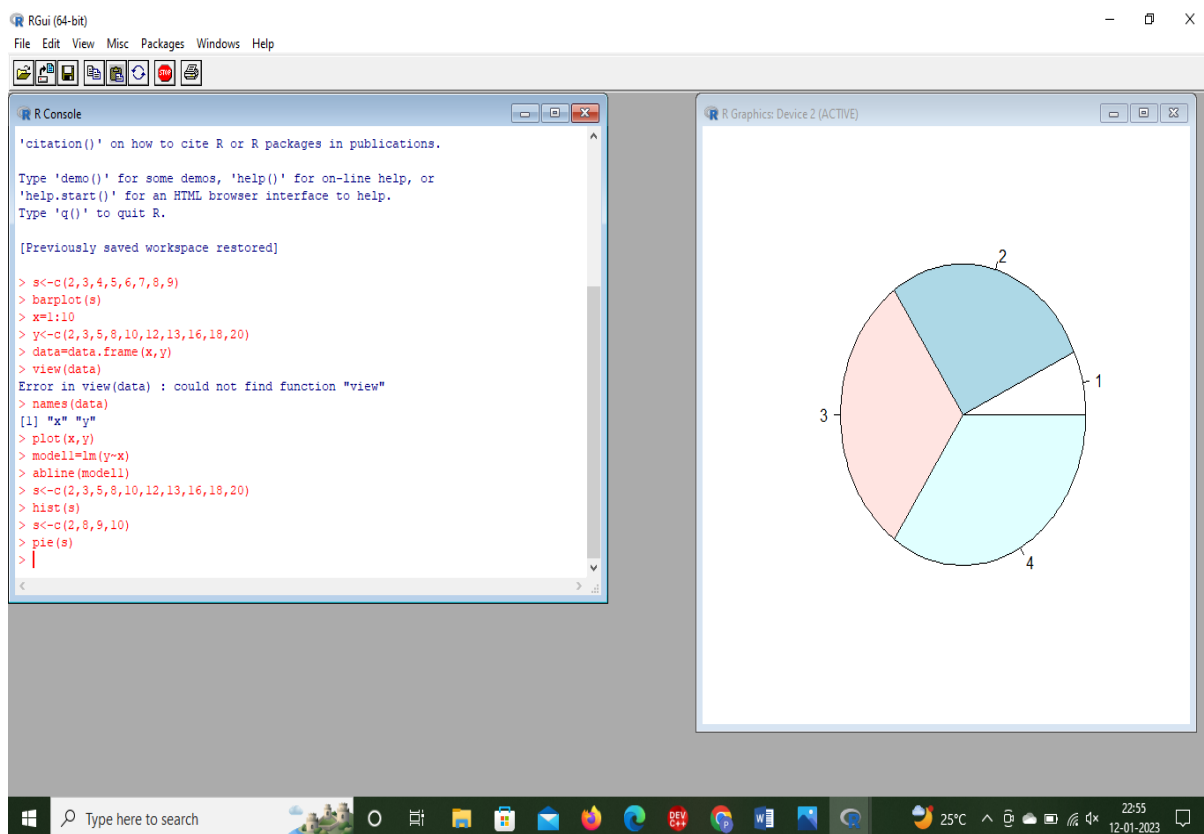 RGui (64-bit)
File Edit View Misc Packages Windows Help
STOP
R Console
'citation()' on how to cite R or R packages in publications.
Type 'demo()' for some demos, 'help()' for on-line help, or
'help.start()' for an HTML browser interface to help.
Type 'q()' to quit R.
[Previously saved workspace restored]
> s<-c(2,3,4,5,6,7,8,9)
> barplot(s)
> x=1:10
> y<-c(2,3,5,8,10,12,13,16,18,20)
> data=data.frame(x,y)
> view(data)
Error in view(data) : could not find function "view"
> names(data)
[1] "x" "y"
> plot(x,y)
> model1=lm(y~x)
> abline(model1)
> s<-c(2,3,5,8,10,12,13,16,18,20)
> hist(s)
> s<-c(2,8,9,10)
> pie(s)
>
R Graphics: Device 2 (ACTIVE)
2
1
3
4
Type here to search
DEV C++
25°C
22:55
12-01-2023